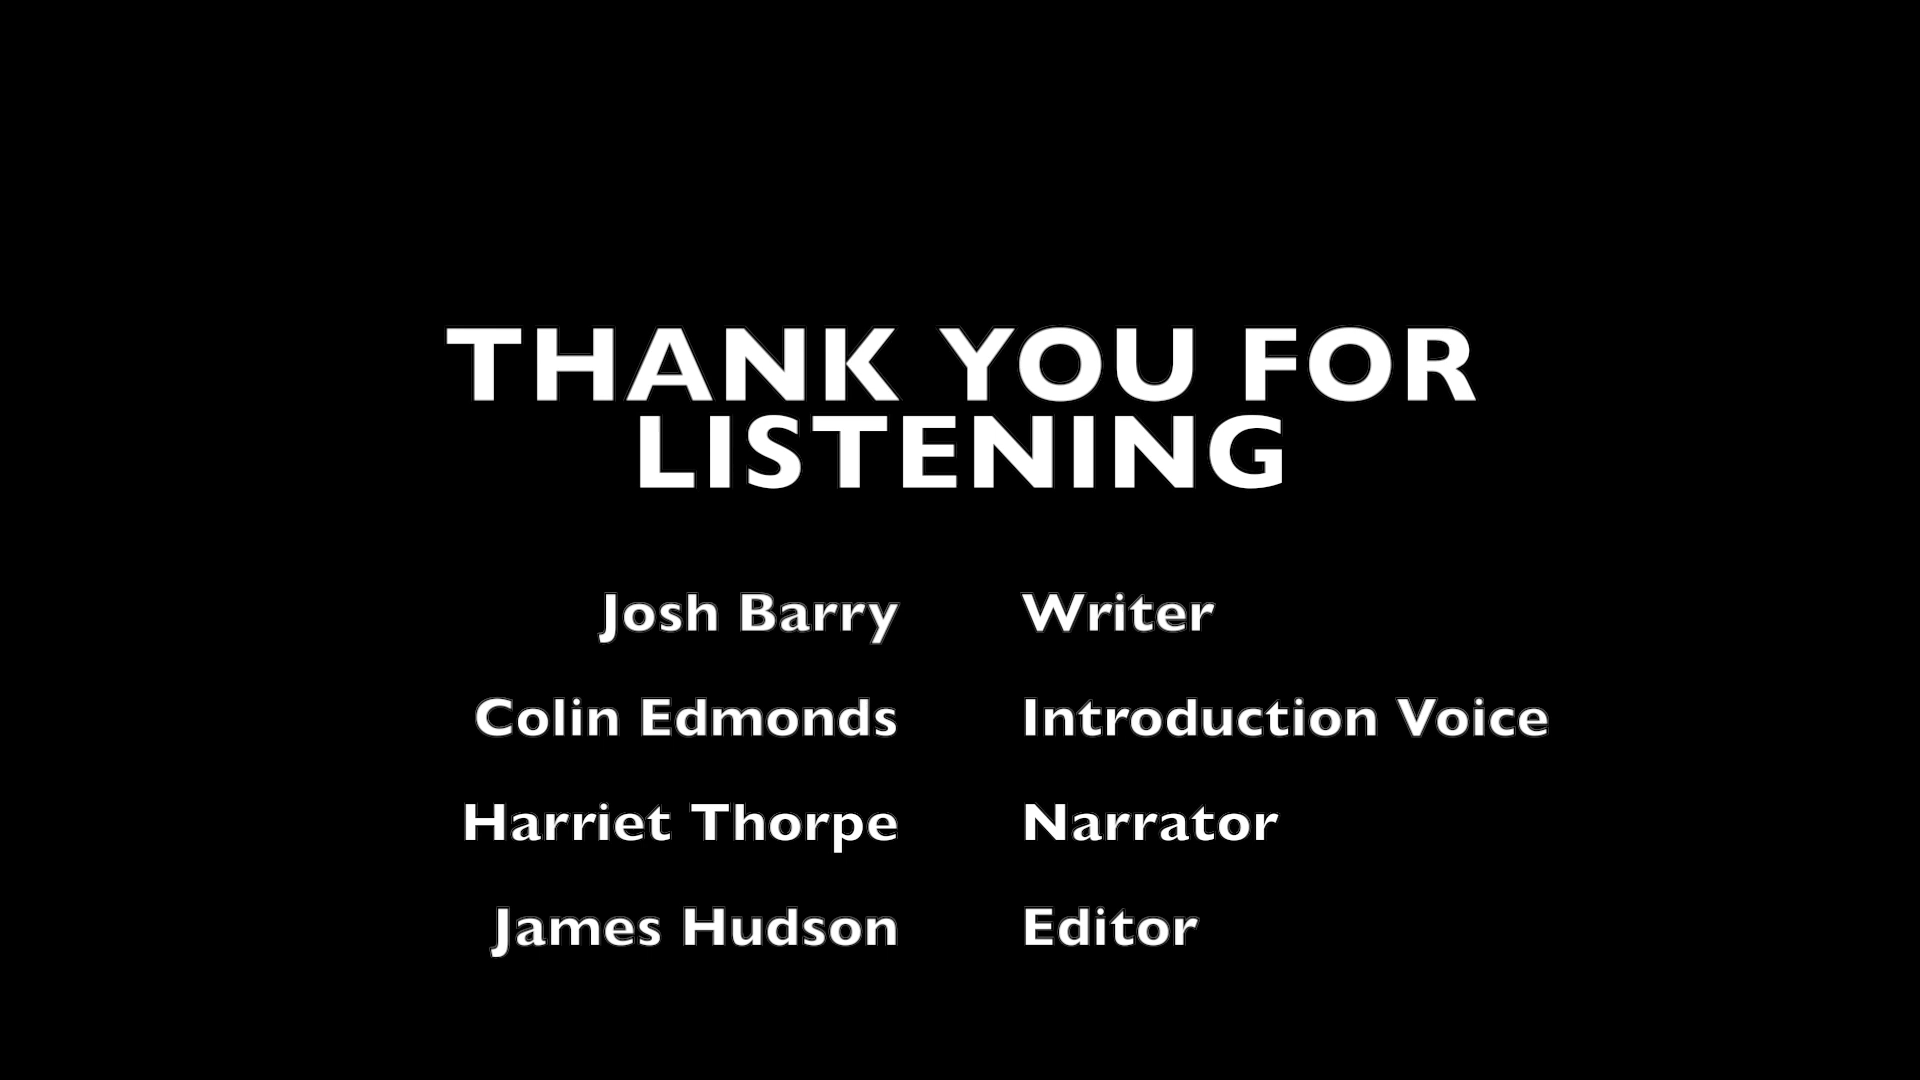 THANK YOU FOR
LISTENING
Josh Barry Writer
Colin Edmonds Introduction Voice
Harriet Thorpe Narrator
James Hudson Editor